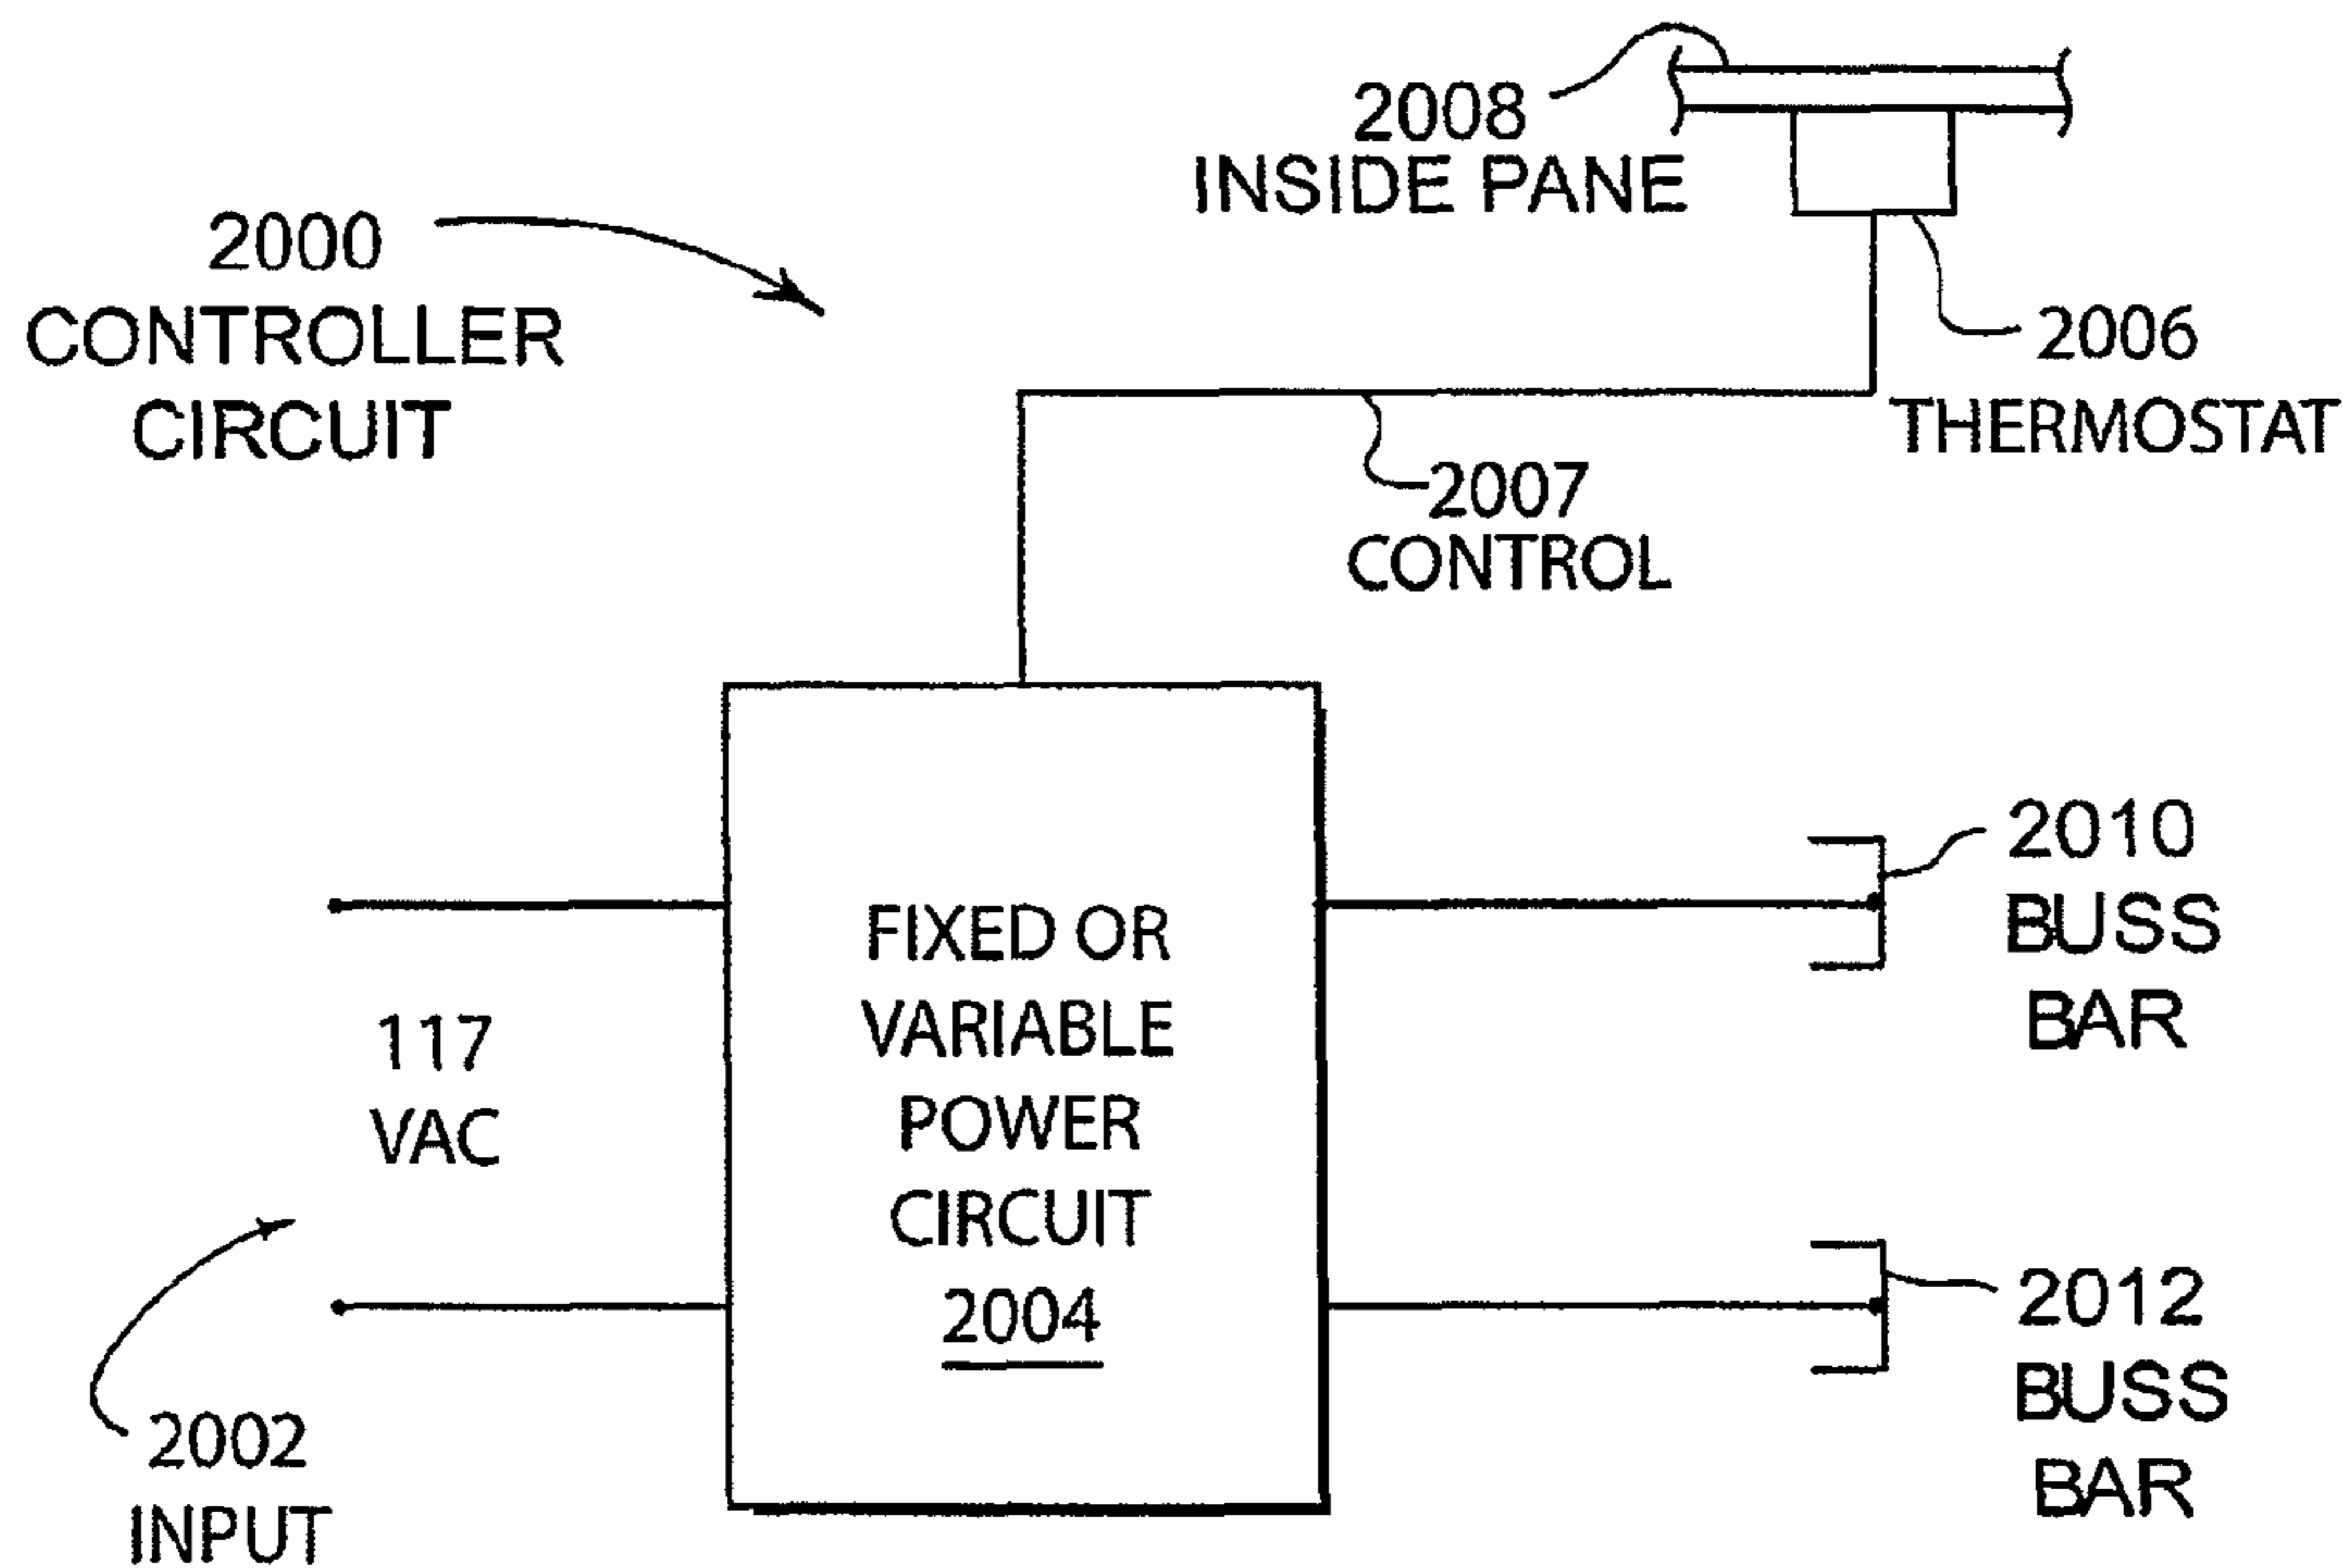 2008
INSIDE PANE
2000
CONTROLLER
CIRCUIT
2006
THERMOSTAT
2007
CONTROL
117
VAC
2002
INPUT
FIXED OR
VARIABLE
POWER
CIRCUIT
2004
2010
BUSS
BAR
2012
BUSS
BAR